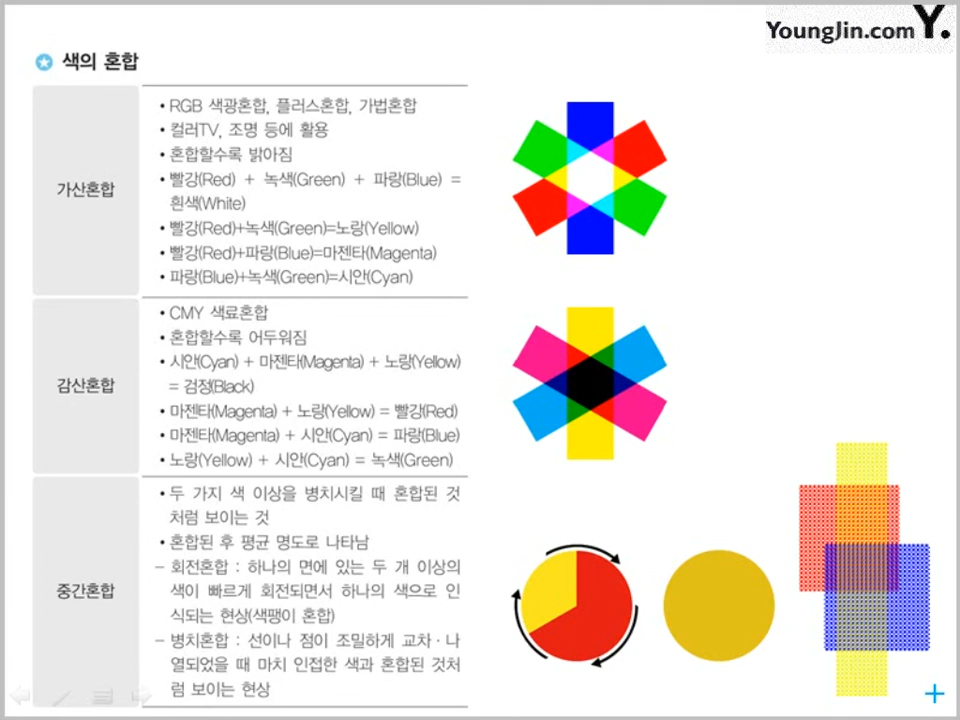 YoungJin.com Y.
색의 혼합
가산혼합
• RGB 색광혼합, 플러스혼합, 가법혼합
• 컬러TV, 조명 등에 활용
• 혼합할수록 밝아짐
• 빨강(Red) + 녹색(Green) + 파랑(Blue) =
흰색(White)
• 빨강(Red)+녹색(Green)=노랑(Yellow)
• 빨강(Red)+파랑(Blue)=마젠타(Magenta)
• 파랑(Blue)+녹색(Green)=시안(Cyan)
감산혼합
• CMY 색료혼합
• 혼합할수록 어두워짐
• 시안(Cyan) + 마젠타(Magenta) + 노랑(Yellow)
= 검정(Black)
• 마젠타(Magenta) + 노랑(Yellow) = 빨강(Red)
• 마젠타(Magenta) + 시안(Cyan) = 파랑(Blue)
• 노랑(Yellow) + 시안(Cyan) = 녹색(Green)
중간혼합
• 두 가지 색 이상을 병치시킬 때 혼합된 것
처럼 보이는 것
• 혼합된 후 평균 명도로 나타남
– 회전혼합 : 하나의 면에 있는 두 개 이상의
색이 빠르게 회전되면서 하나의 색으로 인
식되는 현상(색팽이 혼합)
– 병치혼합 : 선이나 점이 조밀하게 교차·나
열되었을 때 마치 인접한 색과 혼합된 것처
럼 보이는 현상